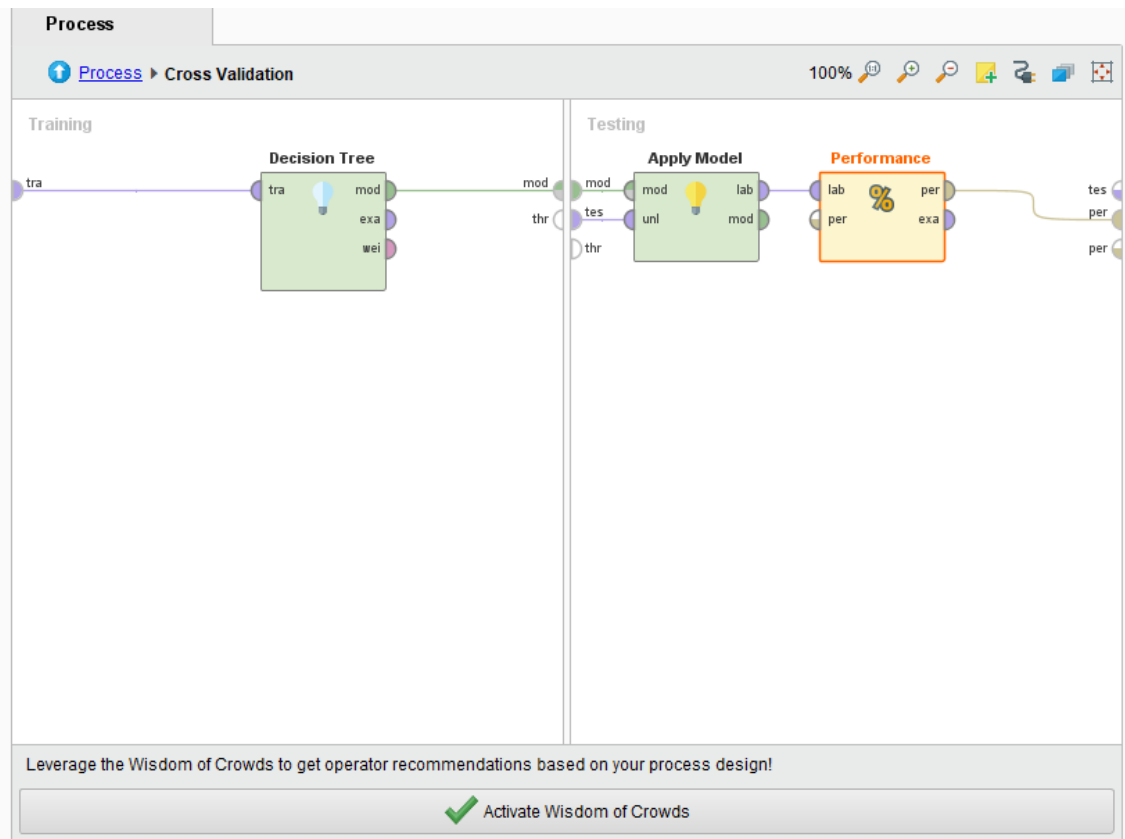 Process
Process Cross Validation
100%
Training
Testing
Decision Tree
Apply Model
Performance
tra
tra
mod
exa
wei
mod
thr
mod
tes
thr
mod
unl
lab
mod
lab
per
per
exa
tes
per
per
%
Leverage the Wisdom of Crowds to get operator recommendations based on your process design!
Activate Wisdom of Crowds